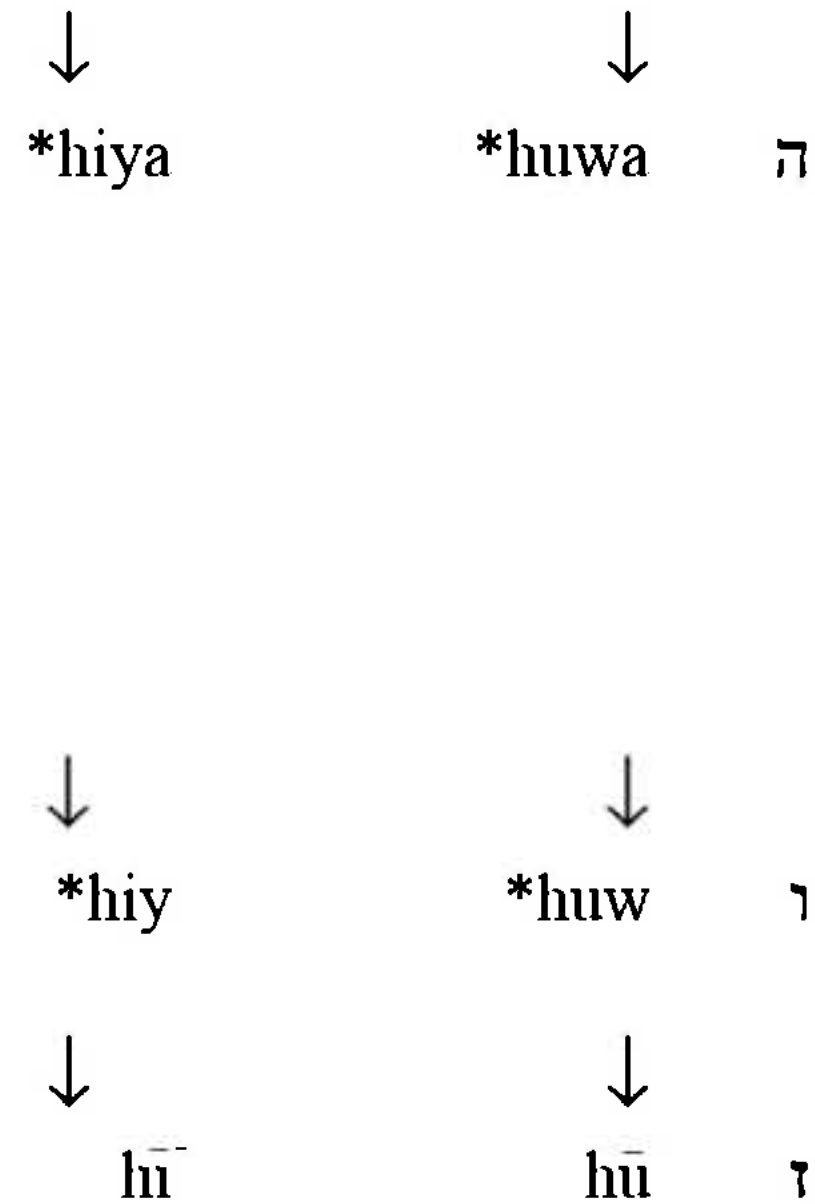 ↓ ↓
*hiya *huwa ה
↓ ↓
*hiy *huw ו
↓ ↓
hī hū ז